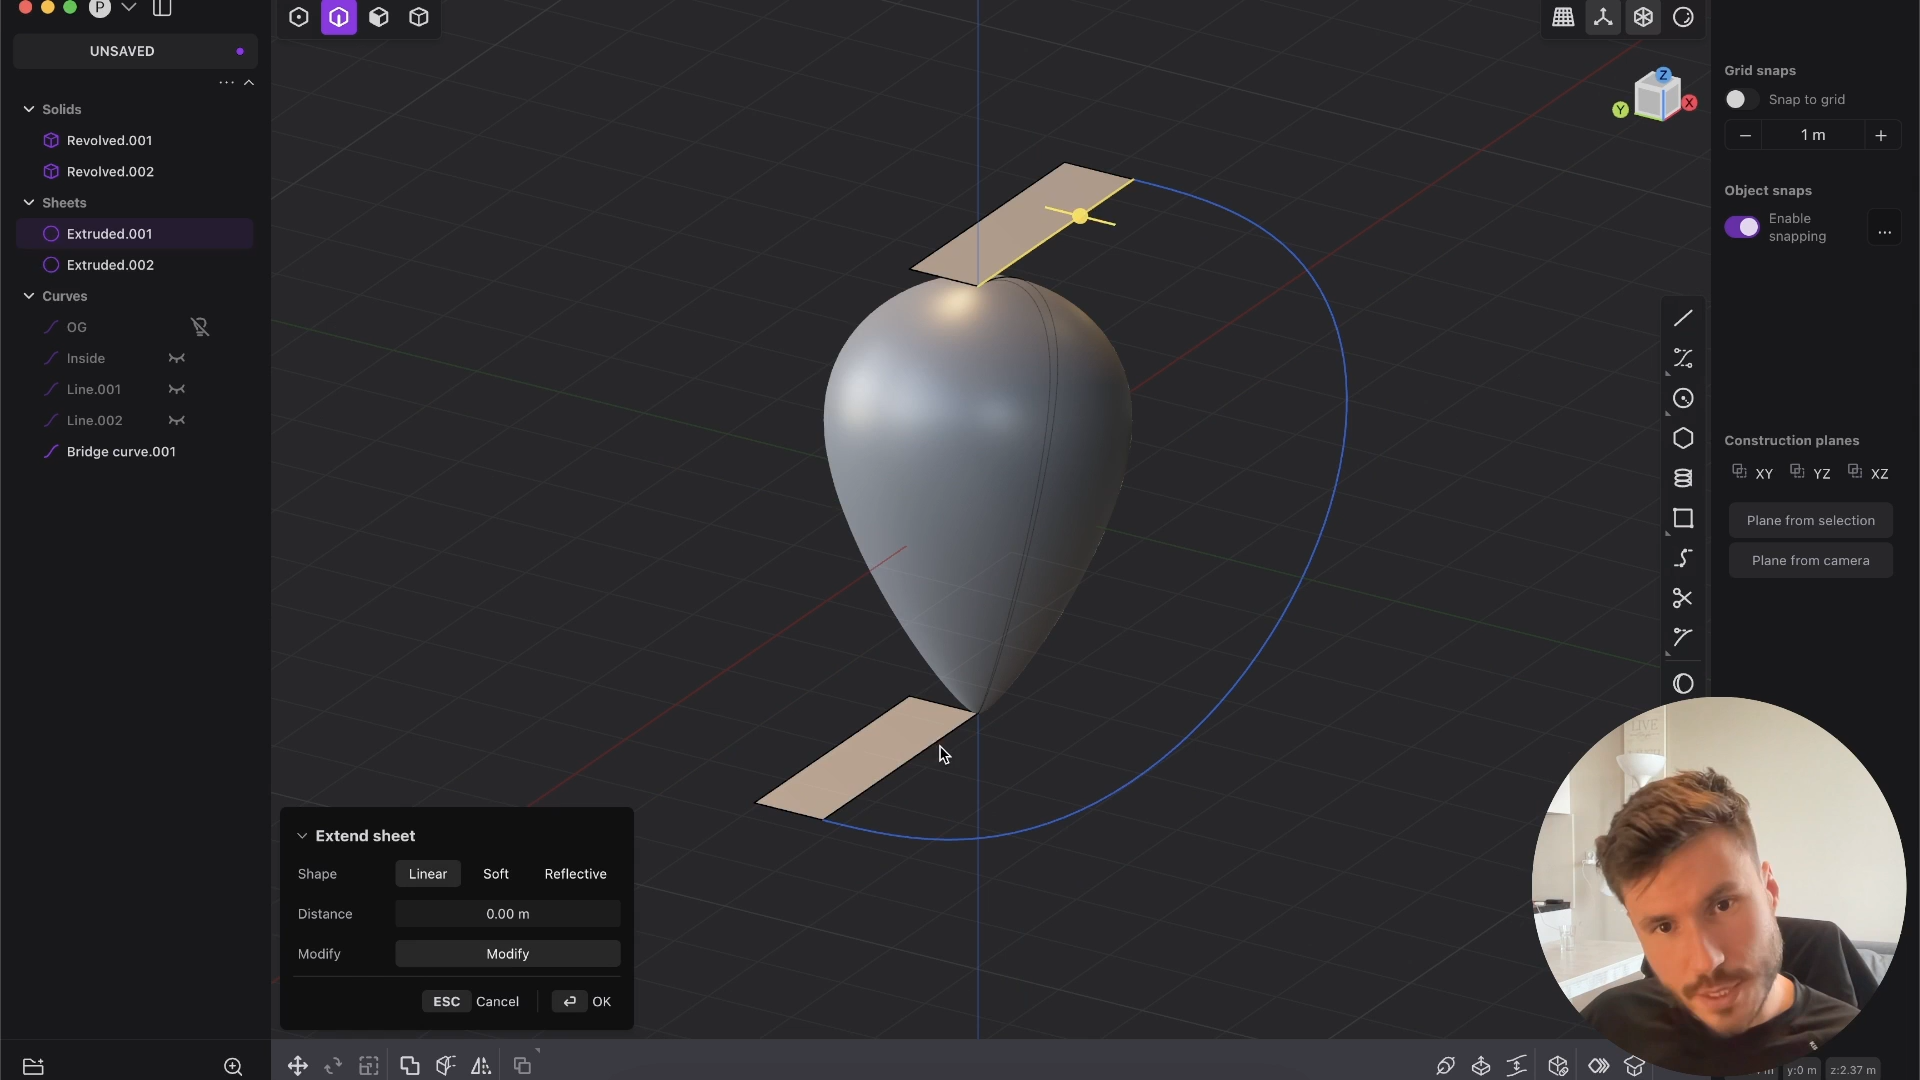 P
UNSAVED
Solids
Revolved.001
Revolved.002
Sheets
Extruded.001
Extruded.002
Curves
OG
Inside
Line.001
Line.002
Bridge curve.001
Z
Y
X
Grid snaps
Snap to grid
1 m
Object snaps
Enable
snapping
...
Construction planes
XY
YZ
XZ
Plane from selection
Plane from camera
Extend sheet
Shape
Linear
Soft
Reflective
Distance
0.00 m
Modify
Modify
ESC
Cancel
OK
LIVE
y:0 m
z:2.37 m